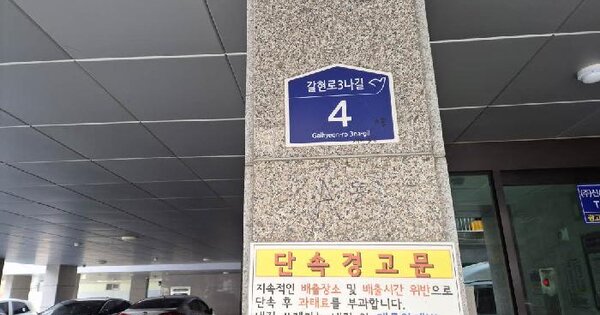 갈현로3나길
4
Galhyeon-ro 3na-gil
단속경고문
지속적인 배출장소 및 배출시간 위반으로
단속 후 과태료를 부과합니다.